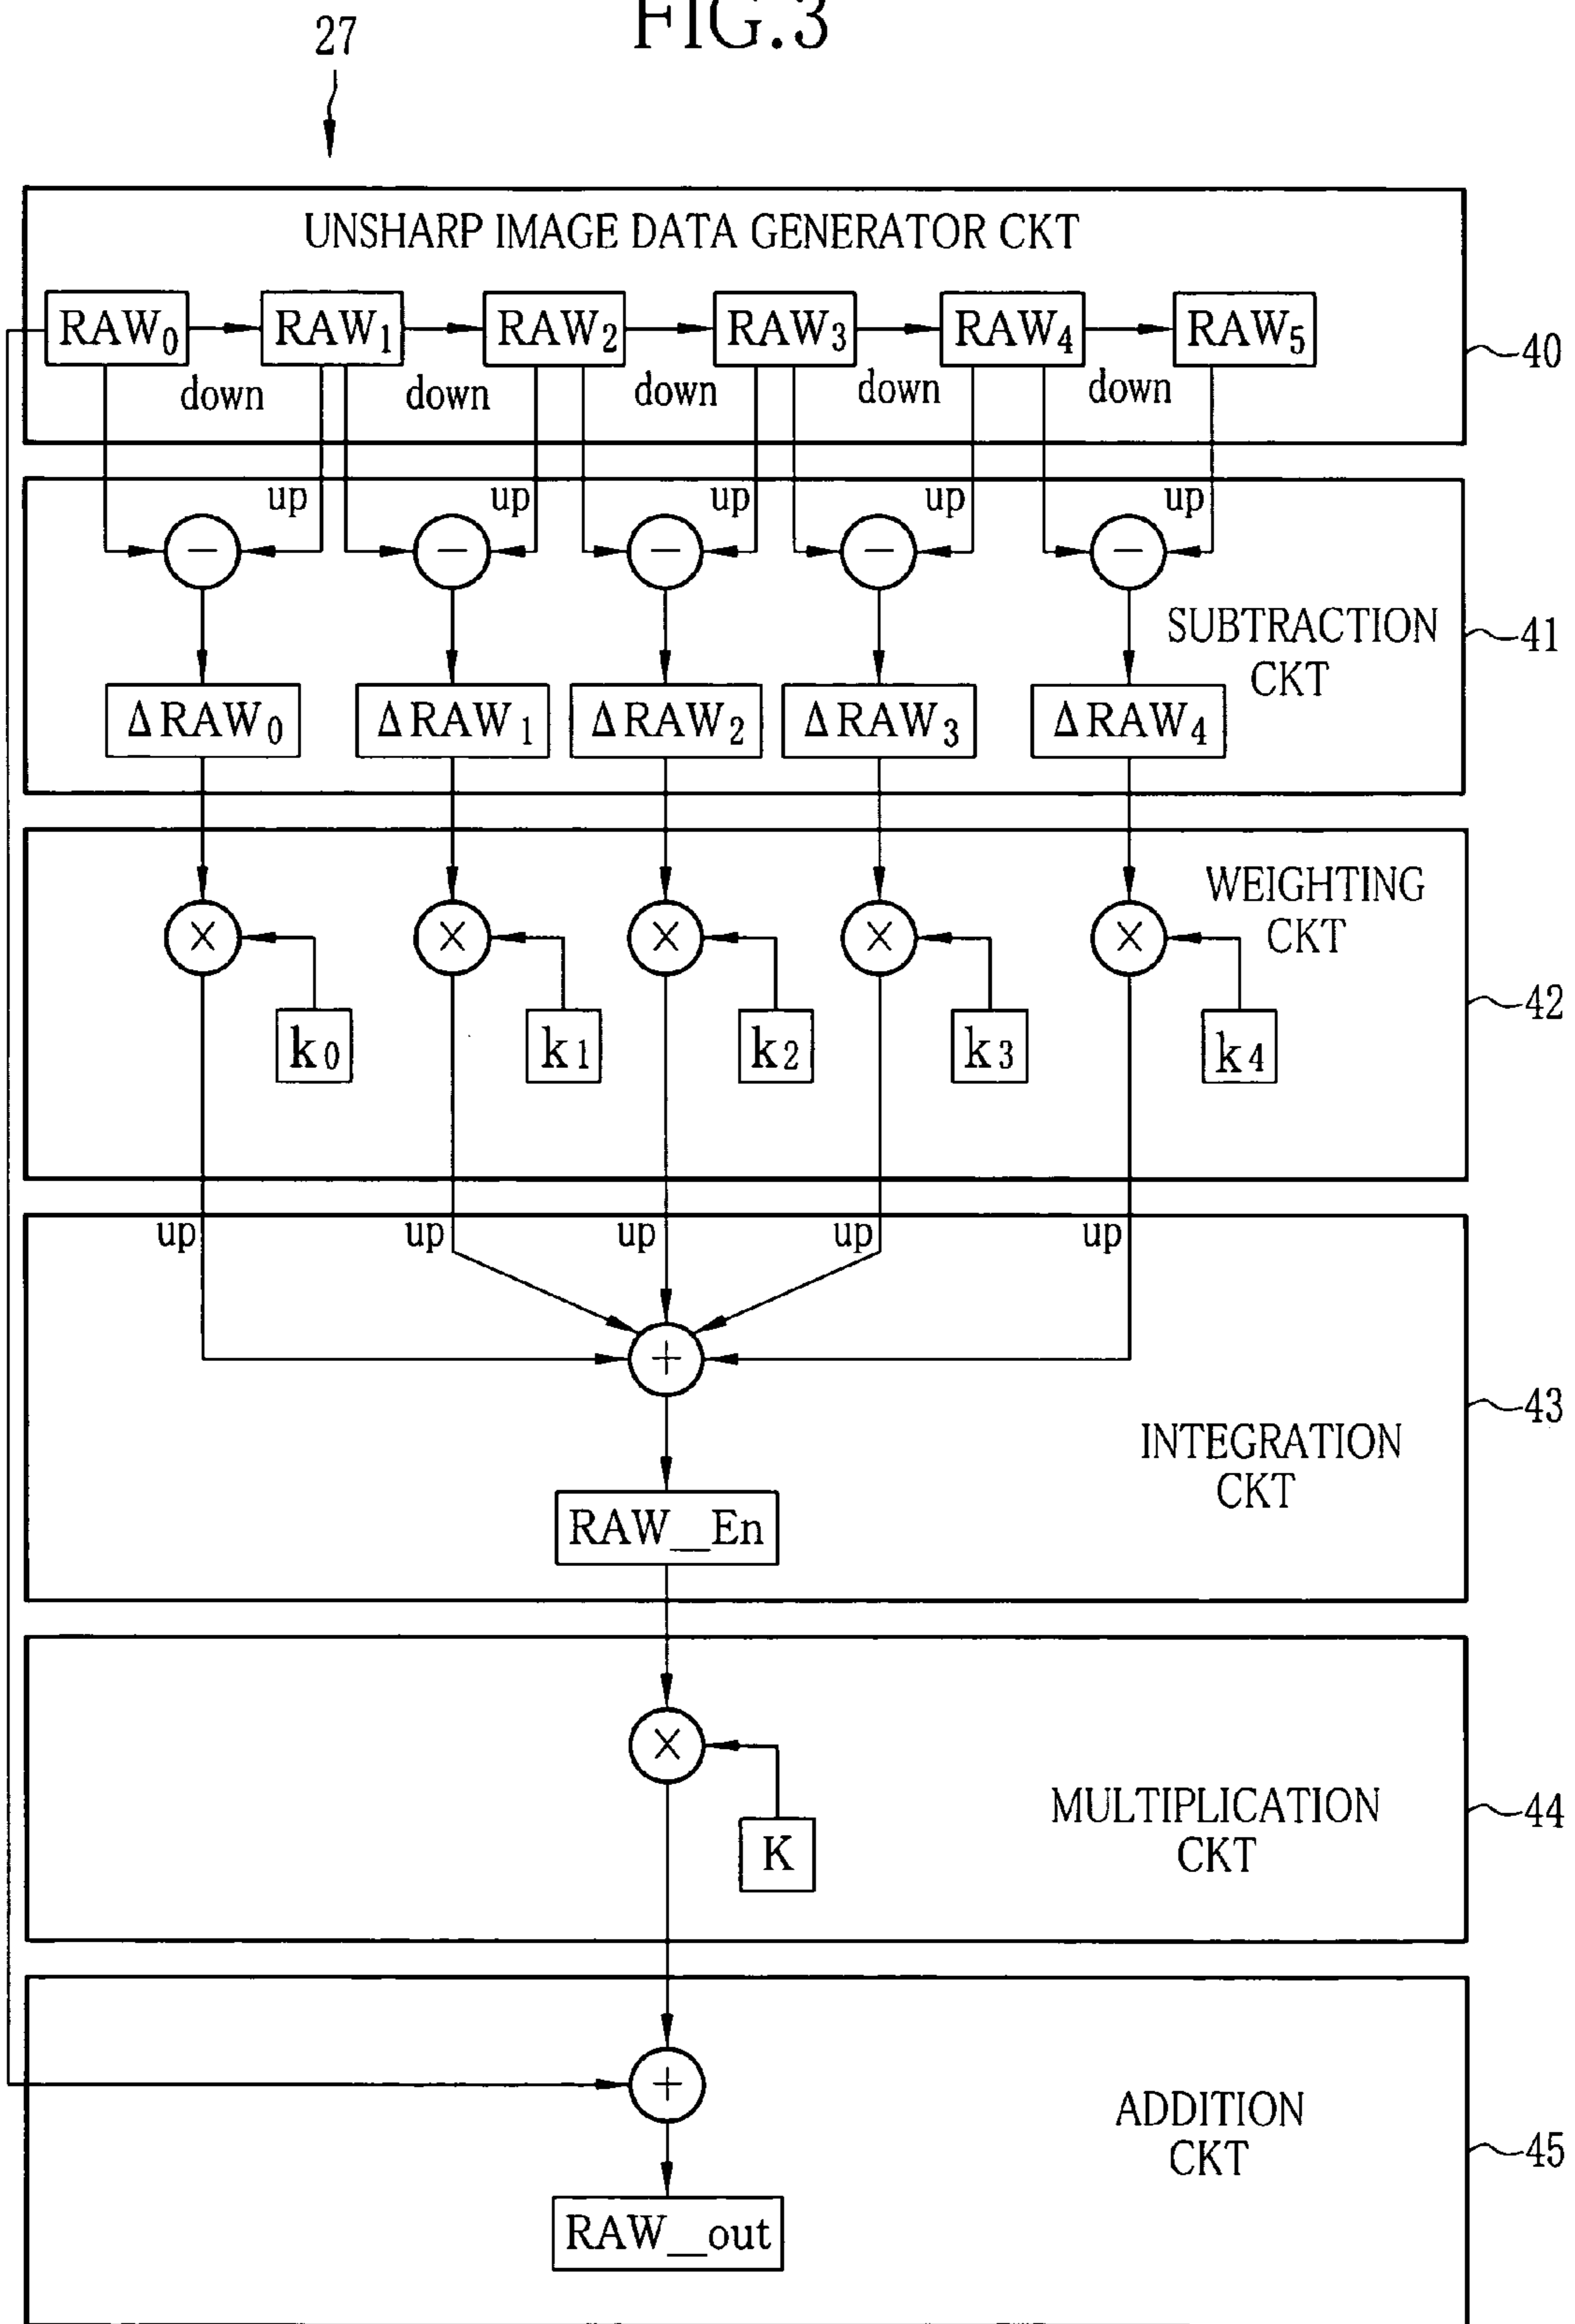 FIG.3
27
UNSHARP IMAGE DATA GENERATOR CKT
RAW₀ RAW₁ RAW₂ RAW₃ RAW₄ RAW₅
40
down down down down down
up up up up up
− − − − −
SUBTRACTION
CKT
41
ΔRAW₀ ΔRAW₁ ΔRAW₂ ΔRAW₃ ΔRAW₄
WEIGHTING
CKT
× × × × ×
42
k₀ k₁ k₂ k₃ k₄
up up up up up
+
43
INTEGRATION
CKT
RAW_En
×
MULTIPLICATION
CKT
44
K
+
ADDITION
CKT
45
RAW_out